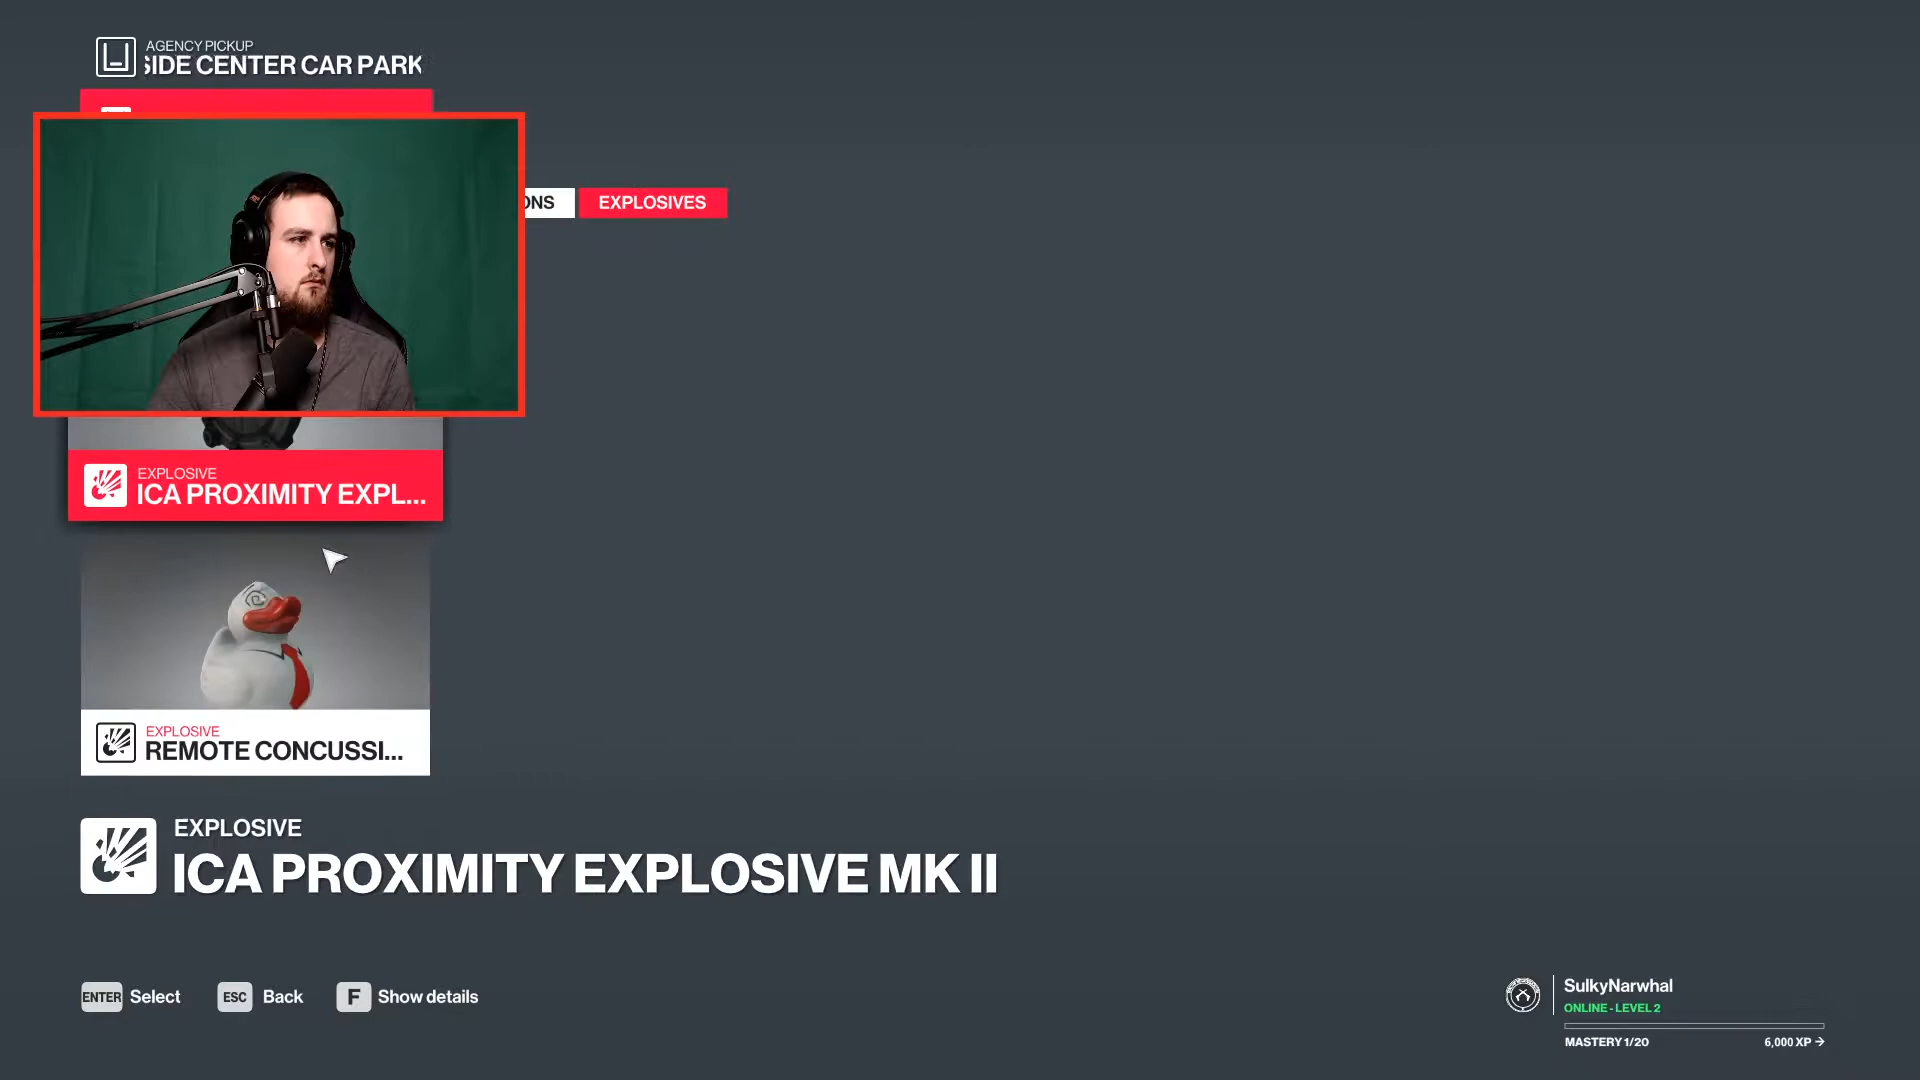 AGENCY PICKUP
SIDE CENTER CAR PARK
ONS
EXPLOSIVES
EXPLOSIVE
ICA PROXIMITY EXPL...
EXPLOSIVE
REMOTE CONCUSSI...
EXPLOSIVE
ICA PROXIMITY EXPLOSIVE MK II
ENTER Select
ESC Back
F Show details
SulkyNarwhal
ONLINE - LEVEL 2
MASTERY 1/20
6,000 XP →